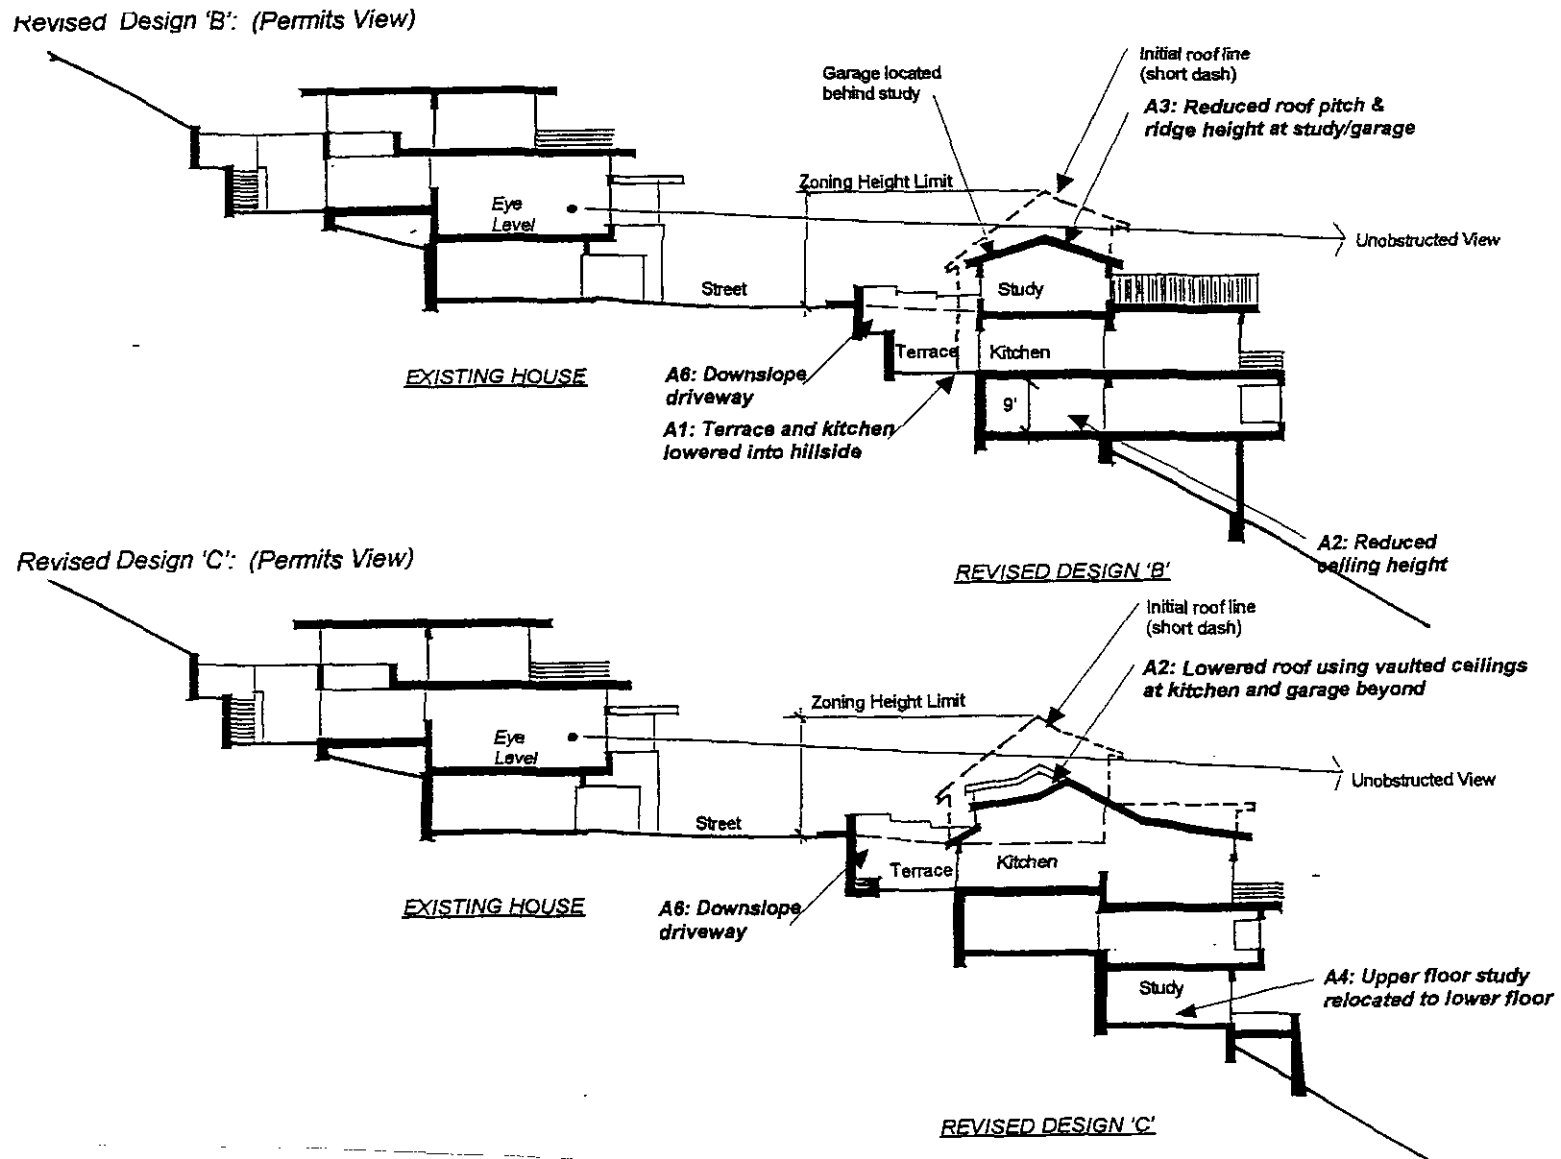 Revised Design 'B': (Permits View)
Initial roof line
(short dash)
Garage located
behind study
A3: Reduced roof pitch &
ridge height at study/garage
Zoning Height Limit
Eye
Level
Unobstructed View
Street
Study
Terrace
Kitchen
EXISTING HOUSE
A6: Downslope
driveway
9'
A1: Terrace and kitchen
lowered into hillside
A2: Reduced
ceiling height
REVISED DESIGN 'B'
Revised Design 'C': (Permits View)
Initial roof line
(short dash)
A2: Lowered roof using vaulted ceilings
at kitchen and garage beyond
Zoning Height Limit
Eye
Level
Unobstructed View
Street
Kitchen
Terrace
EXISTING HOUSE
A6: Downslope
driveway
Study
A4: Upper floor study
relocated to lower floor
REVISED DESIGN 'C'